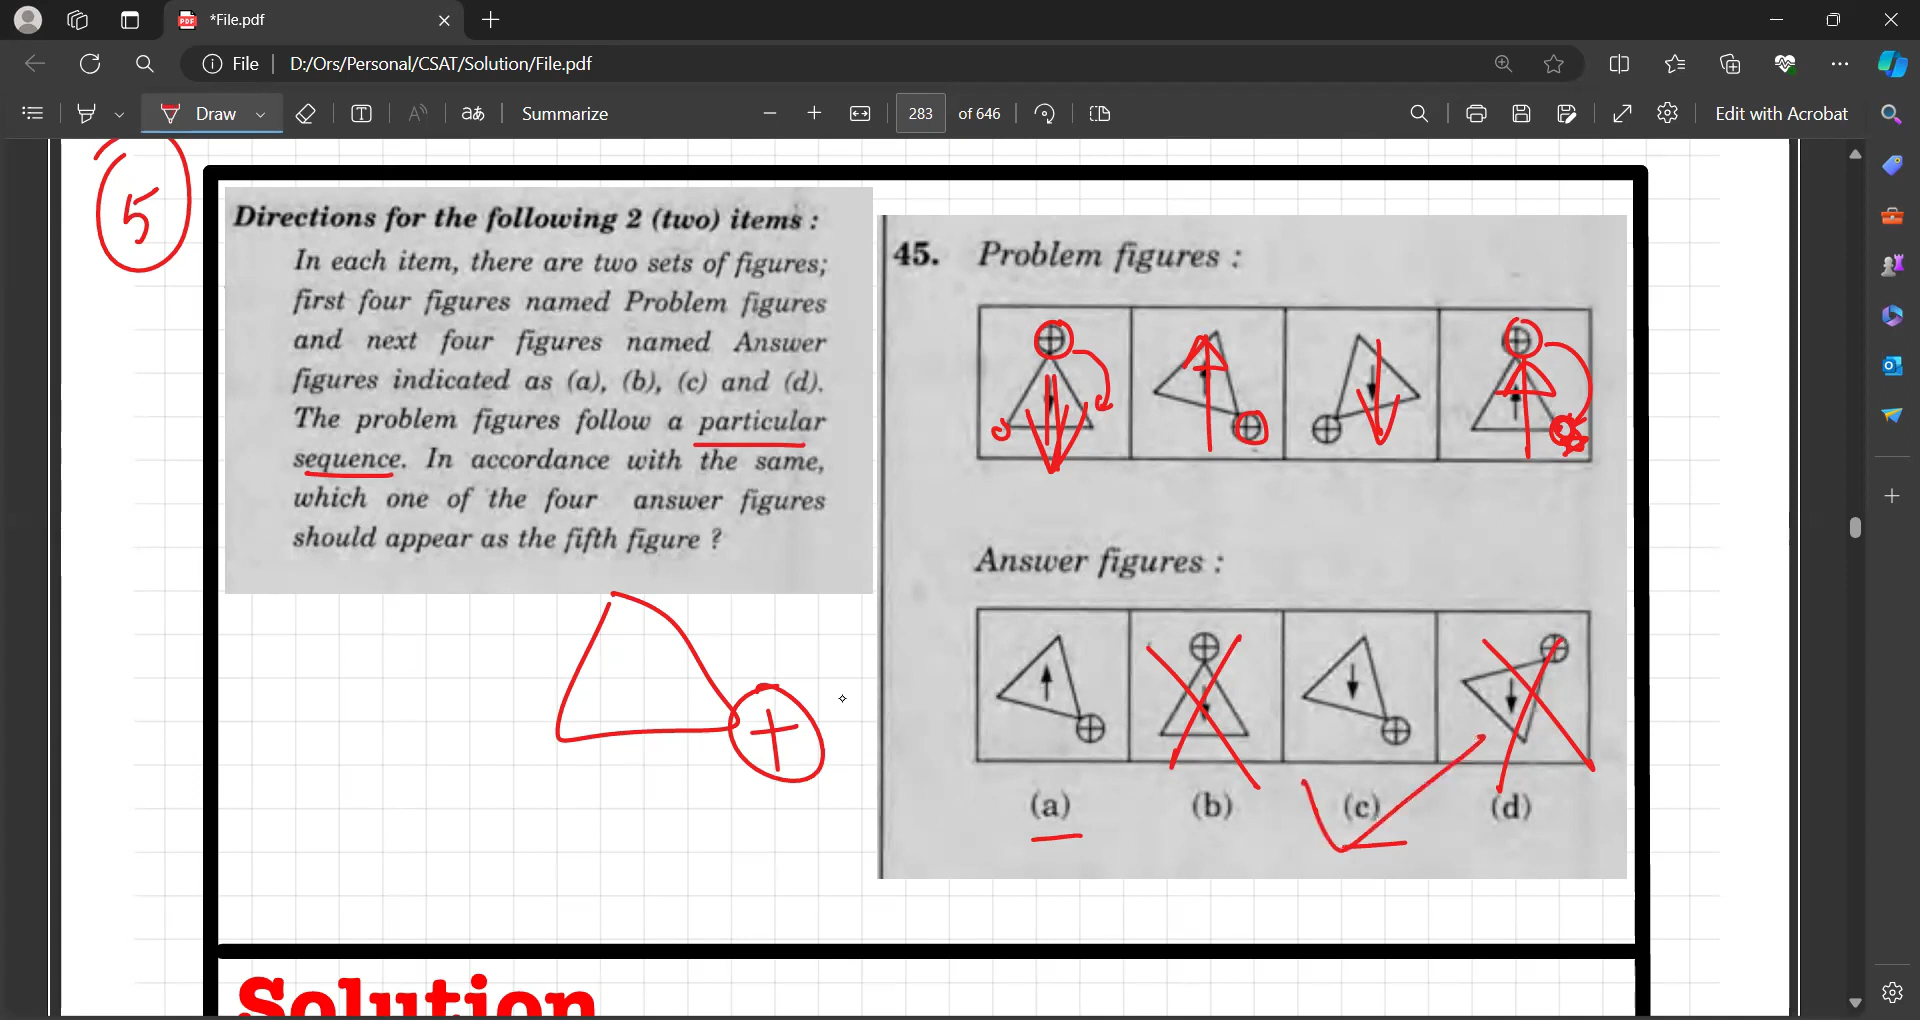 *File.pdf
File
D:/Ors/Personal/CSAT/Solution/File.pdf
Draw
Summarize
283 of 646
Edit with Acrobat
5
Directions for the following 2 (two) items :
In each item, there are two sets of figures;
first four figures named Problem figures
and next four figures named Answer
figures indicated as (a), (b), (c) and (d).
The problem figures follow a particular
sequence. In accordance with the same,
which one of the four answer figures
should appear as the fifth figure ?
45. Problem figures :
Answer figures :
(a) (b) (c) (d)
Solution